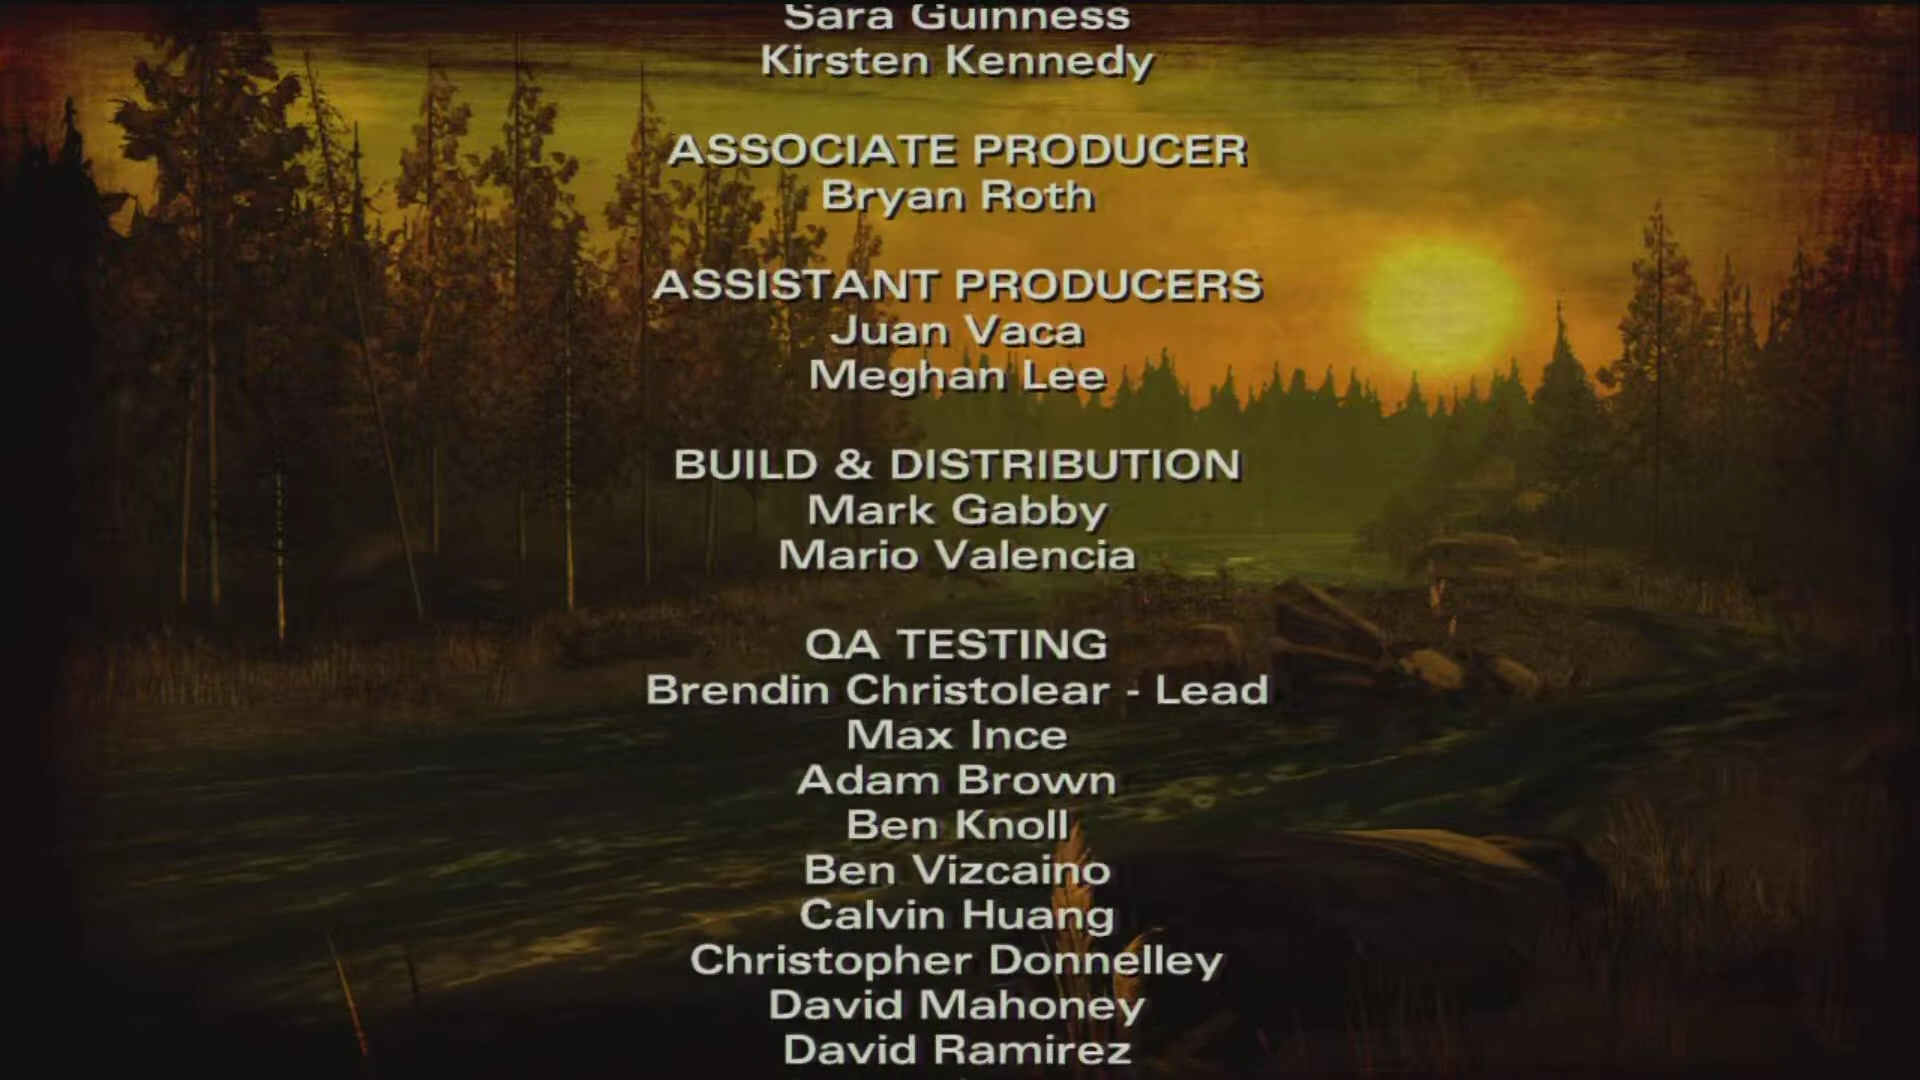 Sara Guinness
Kirsten Kennedy
ASSOCIATE PRODUCER
Bryan Roth
ASSISTANT PRODUCERS
Juan Vaca
Meghan Lee
BUILD & DISTRIBUTION
Mark Gabby
Mario Valencia
QA TESTING
Brendin Christolear - Lead
Max Ince
Adam Brown
Ben Knoll
Ben Vizcaino
Calvin Huang
Christopher Donnelley
David Mahoney
David Ramirez